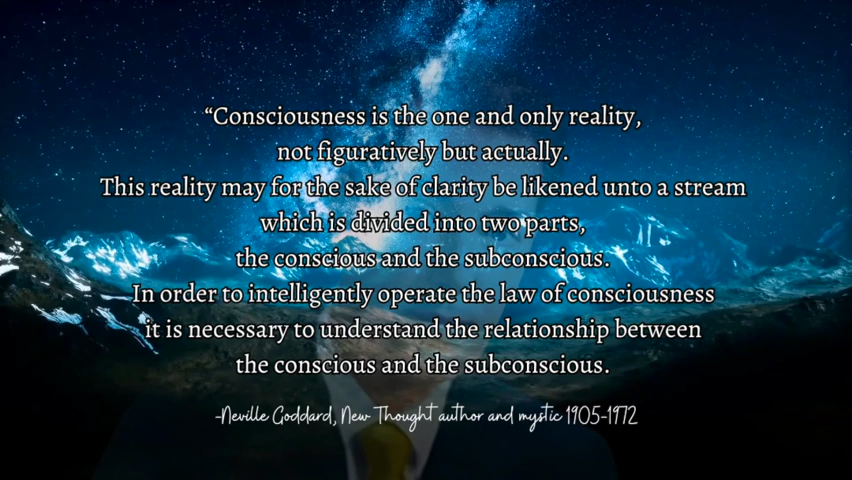 “Consciousness is the one and only reality,
not figuratively but actually.
This reality may for the sake of clarity be likened unto a stream
which is divided into two parts,
the conscious and the subconscious.
In order to intelligently operate the law of consciousness
it is necessary to understand the relationship between
the conscious and the subconscious.
-Neville Goddard, New Thought author and mystic 1905-1972